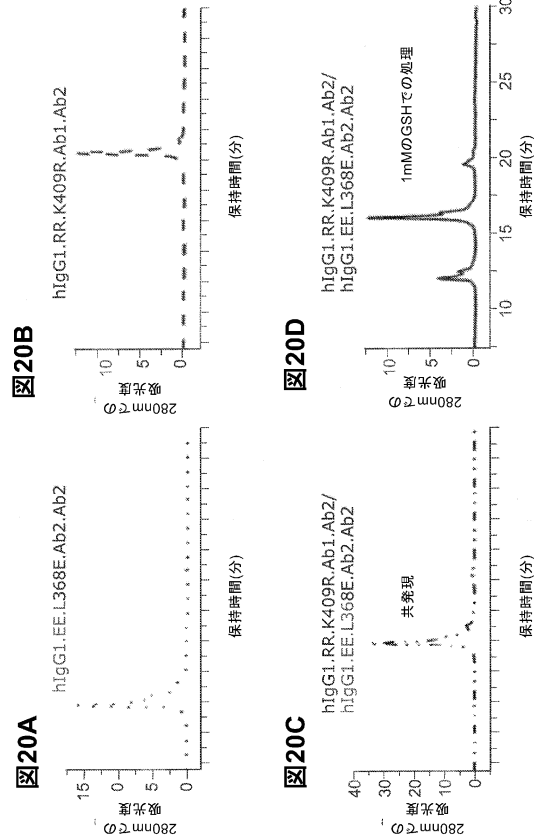 図20A
hIgG1.EE.L368E.Ab2.Ab2
280nmでの
吸光度
15
10
5
0
保持時間(分)
図20B
hIgG1.RR.K409R.Ab1.Ab2
280nmでの
吸光度
10
5
0
保持時間(分)
図20C
hIgG1.RR.K409R.Ab1.Ab2/
hIgG1.EE.L368E.Ab2.Ab2
共発現
280nmでの
吸光度
40
30
20
10
0
保持時間(分)
図20D
hIgG1.RR.K409R.Ab1.Ab2/
hIgG1.EE.L368E.Ab2.Ab2
1mMのGSHでの処理
280nmでの
吸光度
10
5
0
10 15 20 25 30
保持時間(分)